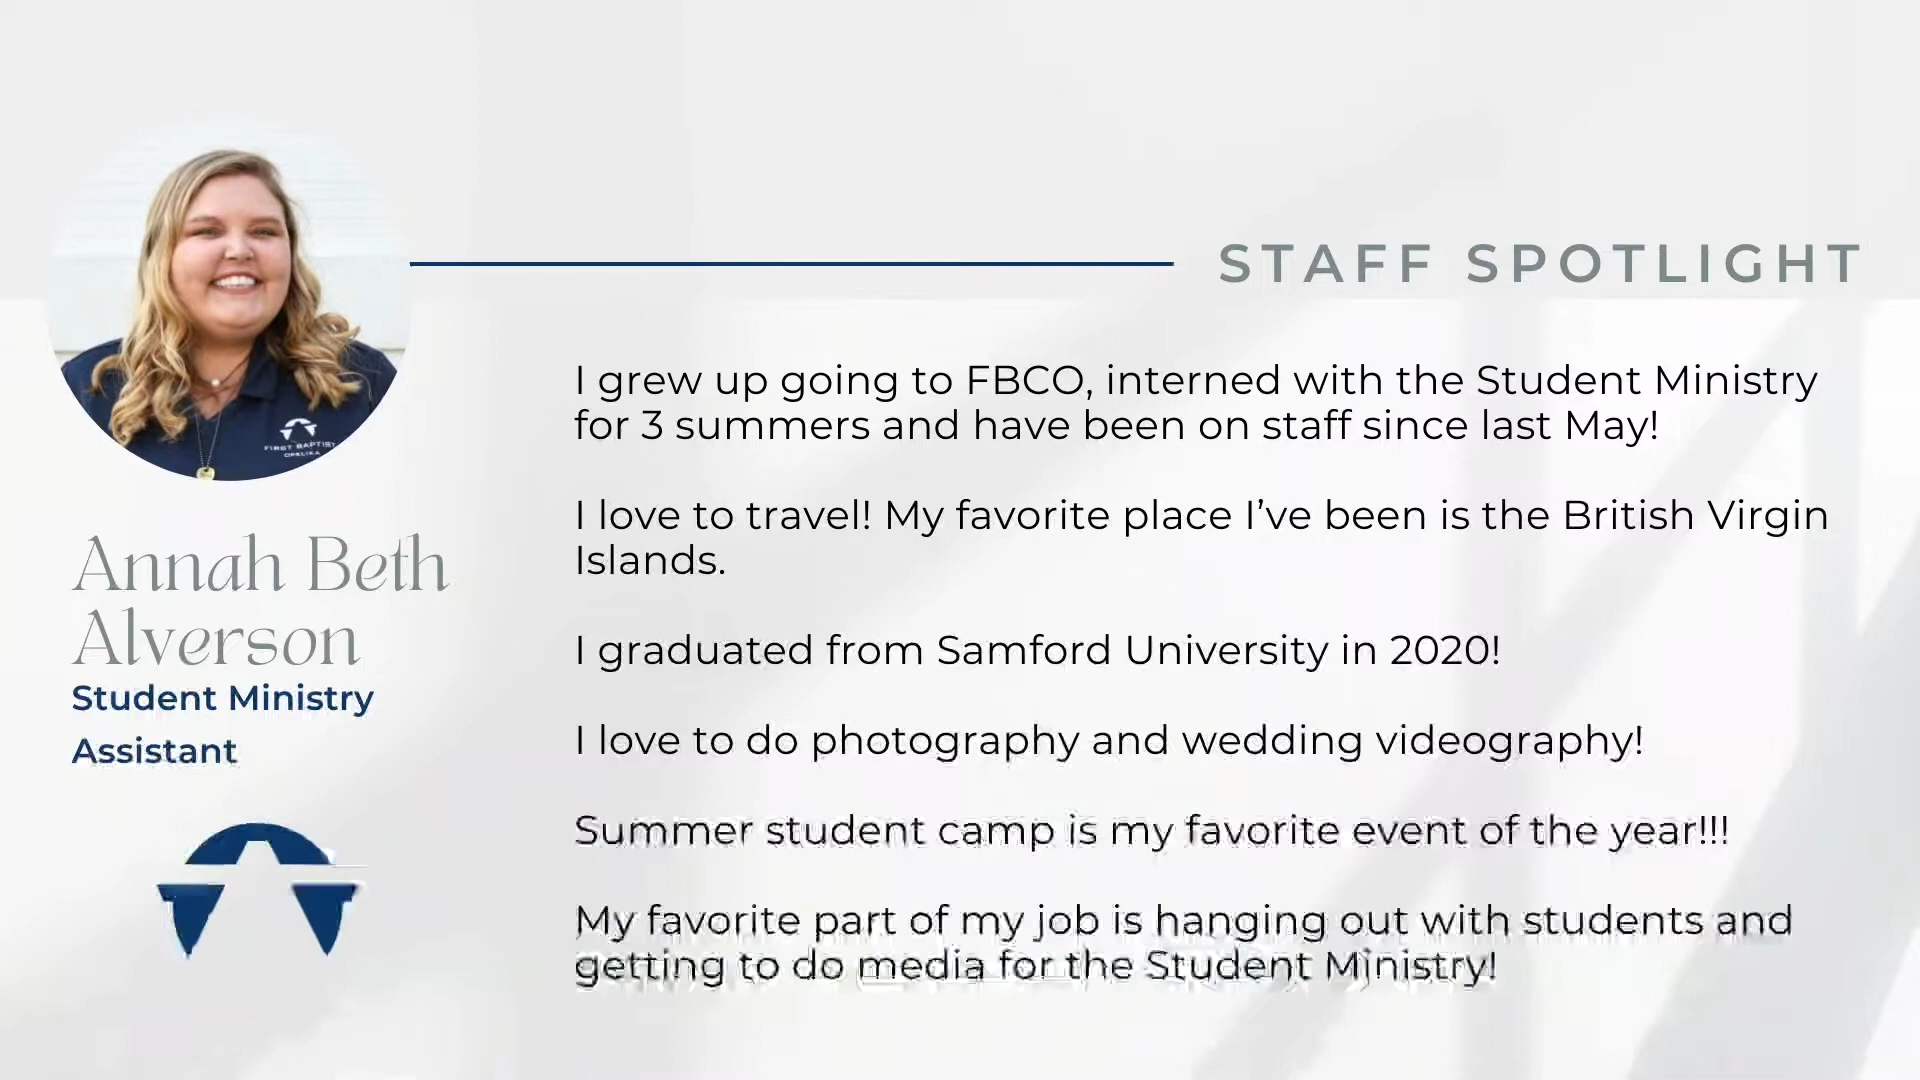 STAFF SPOTLIGHT
FIRST BAPTIST
OPELIKA
Annah Beth
Alverson
Student Ministry
Assistant
I grew up going to FBCO, interned with the Student Ministry
for 3 summers and have been on staff since last May!
I love to travel! My favorite place I’ve been is the British Virgin
Islands.
I graduated from Samford University in 2020!
I love to do photography and wedding videography!
Summer student camp is my favorite event of the year!!!
My favorite part of my job is hanging out with students and
getting to do media for the Student Ministry!